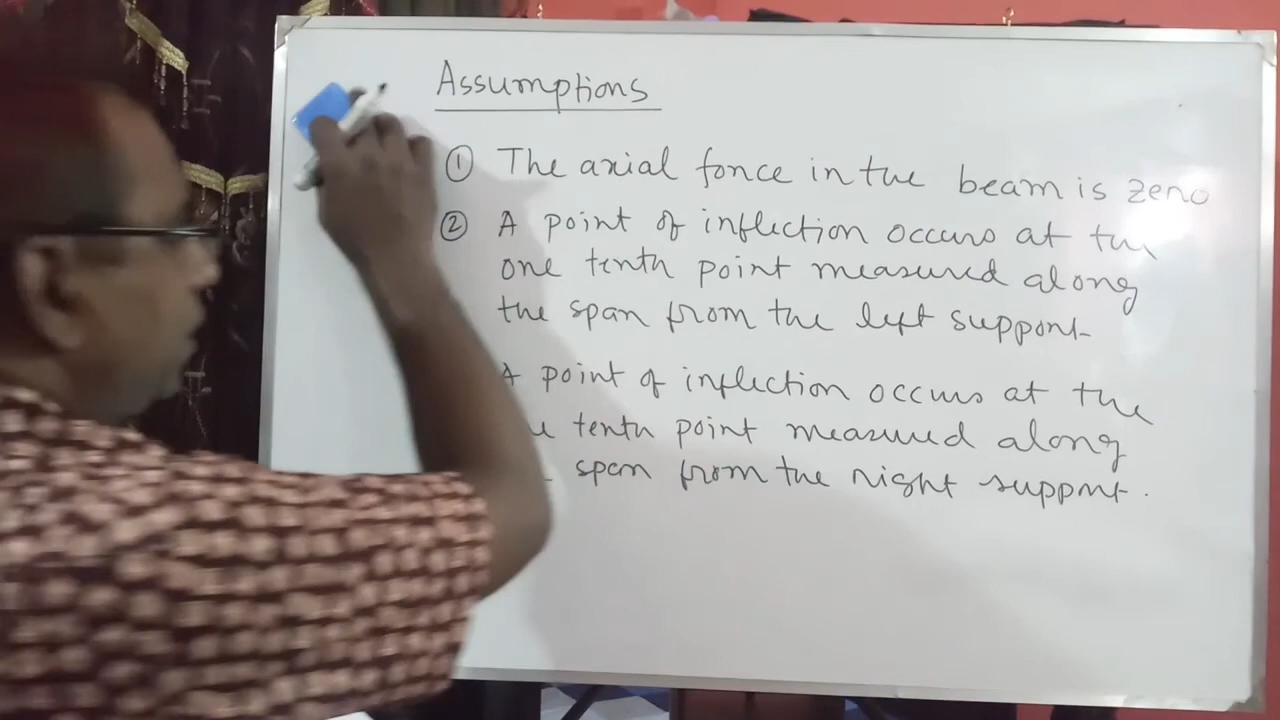 Assumptions
① The axial force in the beam is zero
② A point of inflection occurs at the
one tenth point measured along
the span from the left support
A point of inflection occurs at the
tenth point measured along
span from the right support.